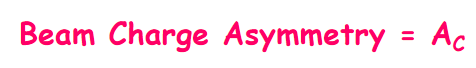 Beam Charge Asymmetry = A_C